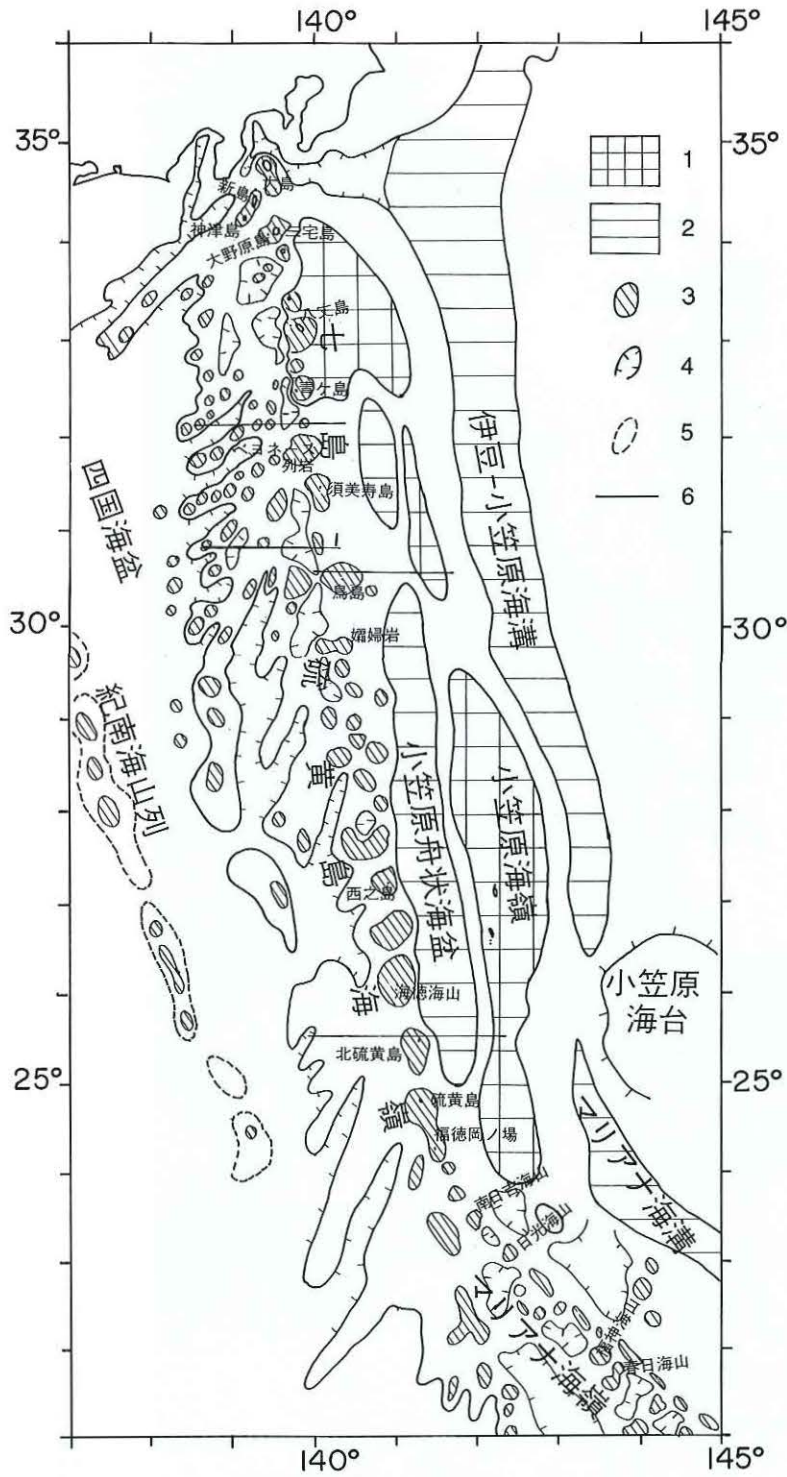 140°
145°
35°
35°
1
2
3
4
5
6
新島
大島
神津島
三宅島
大野原島
八丈島
青ケ島
ベヨネース
列岩
須美寿島
鳥島
孀婦岩
西之島
海徳海山
北硫黄島
硫黄島
福徳岡ノ場
南日吉海山
日光海山
福神海山
春日海山
七島ー硫黄島海嶺
伊豆-小笠原海溝
四国海盆
紀南海山列
小笠原舟状海盆
小笠原海嶺
小笠原
海台
マリアナ海溝
マリアナ海嶺
30°
30°
25°
25°
140°
145°